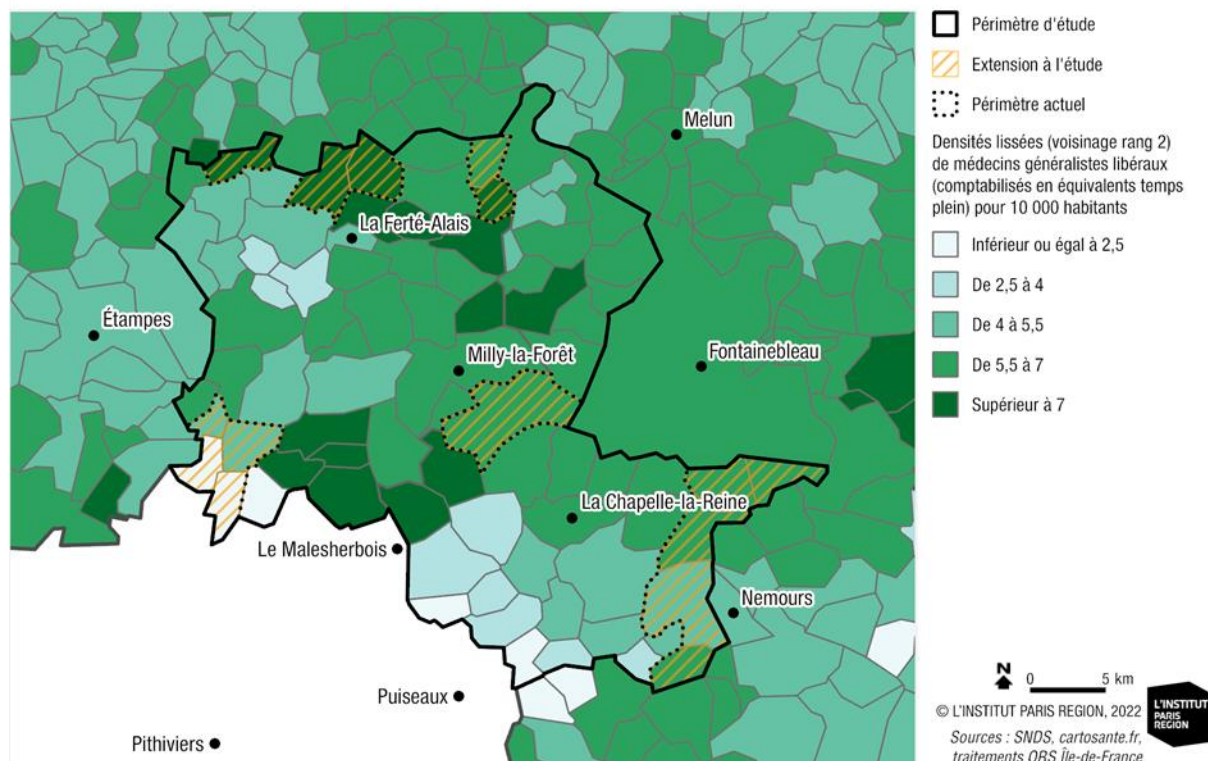 Périmètre d'étude
Extension à l'étude
Périmètre actuel
Densités lissées (voisinage rang 2)
de médecins généralistes libéraux
(comptabilisés en équivalents temps
plein) pour 10 000 habitants
Inférieur ou égal à 2,5
De 2,5 à 4
De 4 à 5,5
De 5,5 à 7
Supérieur à 7
Melun
La Ferté-Alais
Étampes
Milly-la-Forêt
Fontainebleau
La Chapelle-la-Reine
Le Malesherbois
Nemours
Puiseaux
Pithiviers
N
0 5 km
© L'INSTITUT PARIS REGION, 2022
Sources : SNDS, cartosante.fr,
traitements ORS Île-de-France
L'INSTITUT
PARIS
REGION